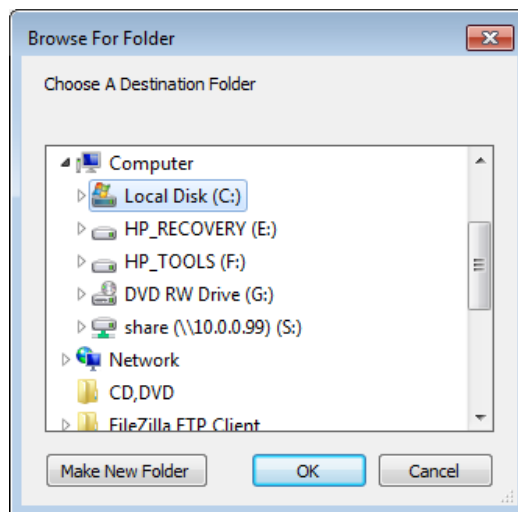 Browse For Folder
Choose A Destination Folder
Computer
Local Disk (C:)
HP_RECOVERY (E:)
HP_TOOLS (F:)
DVD RW Drive (G:)
share (\\10.0.0.99) (S:)
Network
CD,DVD
FileZilla FTP Client
Make New Folder
OK
Cancel